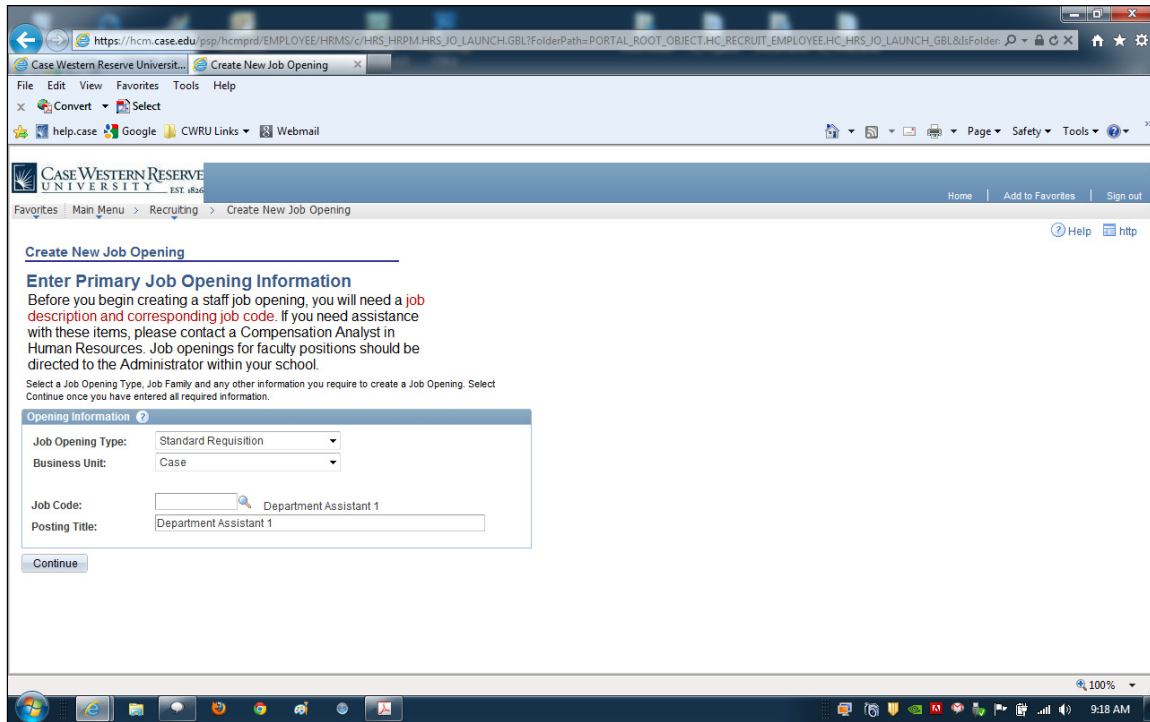 https://hcm.case.edu/psp/hcmprd/EMPLOYEE/HRMS/c/HRS_HRPM.HRS_JO_LAUNCH.GBL?FolderPath=PORTAL_ROOT_OBJECT.HC_RECRUIT_EMPLOYEE.HC_HRS_JO_LAUNCH_GBL&IsFolder
Case Western Reserve Universit... Create New Job Opening
File Edit View Favorites Tools Help
Convert Select
help.case Google CWRU Links Webmail Page Safety Tools
CASE WESTERN RESERVE
UNIVERSITY EST. 1826
Home | Add to Favorites | Sign out
Favorites Main Menu > Recruiting > Create New Job Opening
Help http
Create New Job Opening
Enter Primary Job Opening Information
Before you begin creating a staff job opening, you will need a job
description and corresponding job code. If you need assistance
with these items, please contact a Compensation Analyst in
Human Resources. Job openings for faculty positions should be
directed to the Administrator within your school.
Select a Job Opening Type, Job Family and any other information you require to create a Job Opening. Select
Continue once you have entered all required information.
Opening Information
Job Opening Type: Standard Requisition
Business Unit: Case
Job Code: Department Assistant 1
Posting Title: Department Assistant 1
Continue
100%
9:18 AM